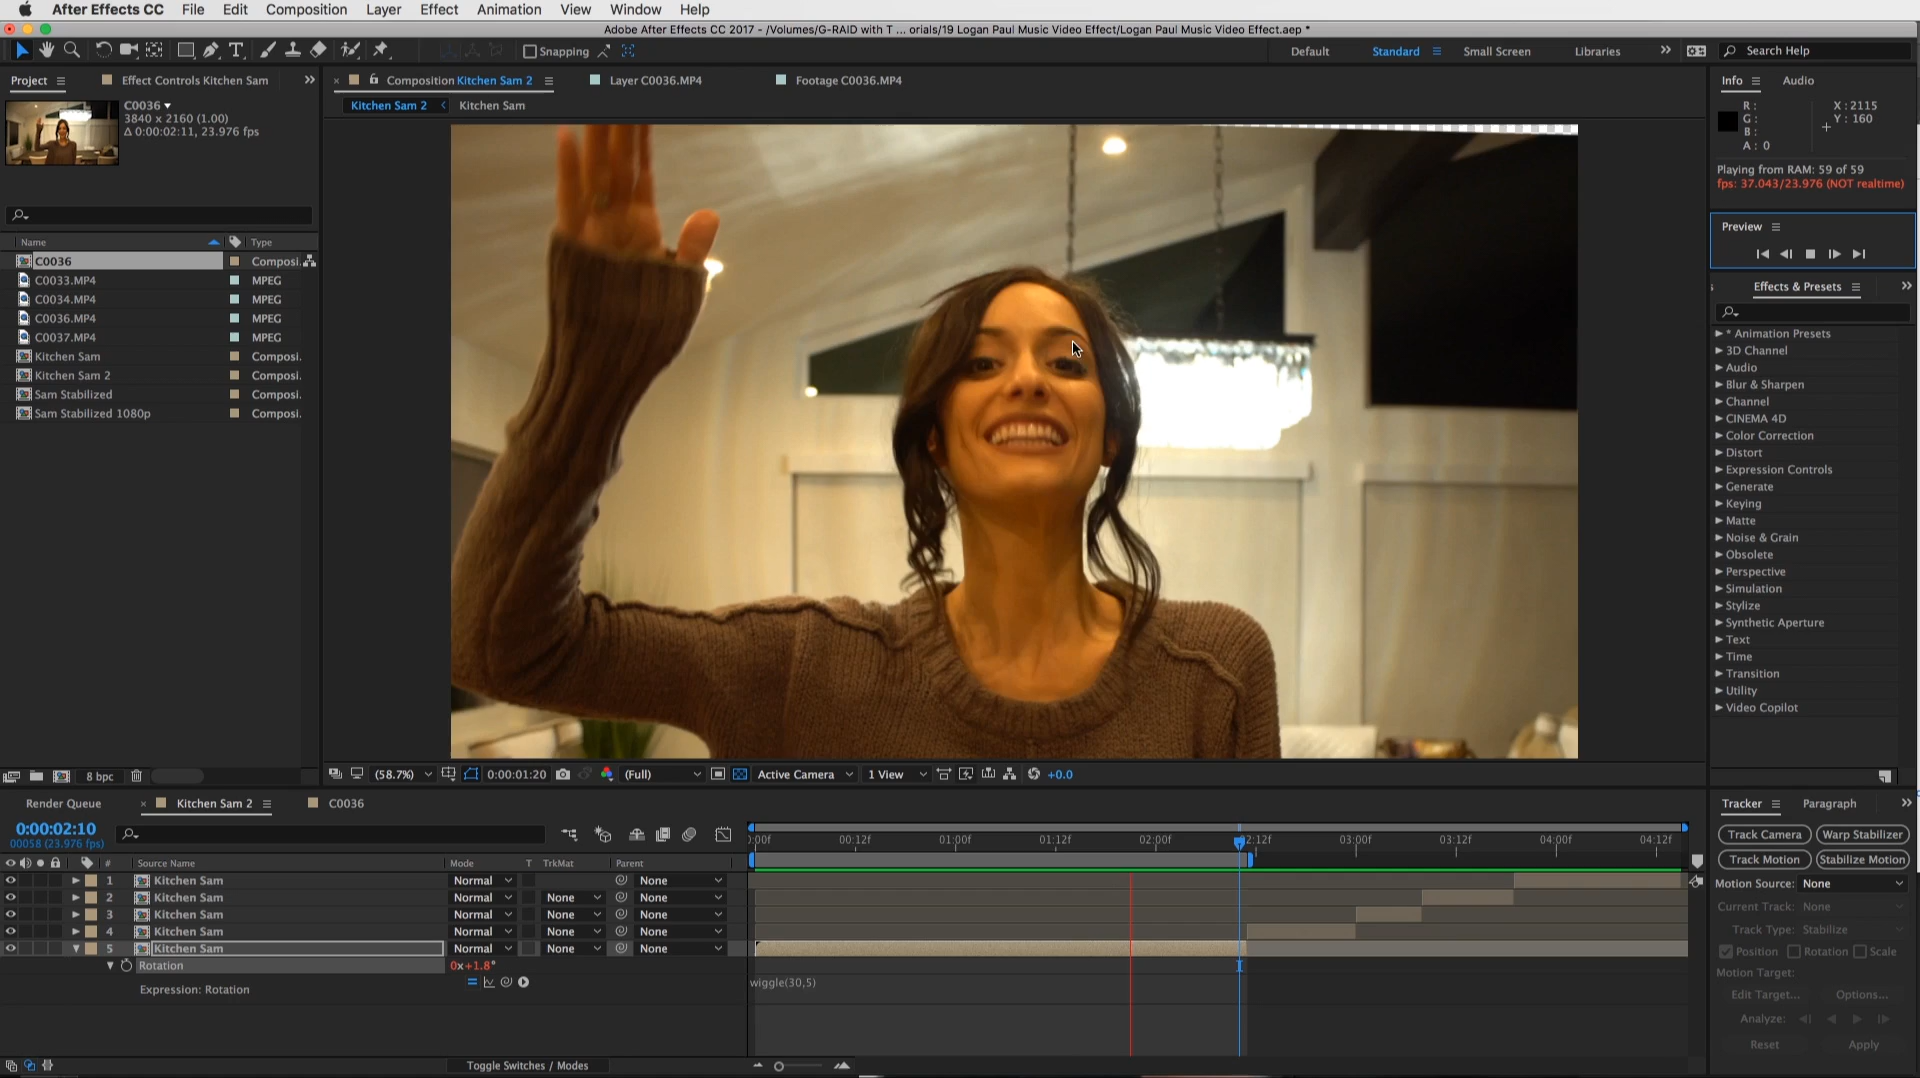 After Effects CC File Edit Composition Layer Effect Animation View Window Help
Adobe After Effects CC 2017 - /Volumes/G-RAID with T ... orials/19 Logan Paul Music Video Effect/Logan Paul Music Video Effect.aep *
Snapping Default Standard Small Screen Libraries Search Help
Project Effect Controls Kitchen Sam Composition Kitchen Sam 2 Layer C0036.MP4 Footage C0036.MP4 Info Audio
C0036
3840 x 2160 (1.00)
Δ 0:00:02:11, 23.976 fps
Kitchen Sam 2 Kitchen Sam
R : X : 2115
G : Y : 160
B :
A : 0
Playing from RAM: 59 of 59
fps: 37.043/23.976 (NOT realtime)
Preview
Name Type
C0036 Composi.
C0033.MP4 MPEG
C0034.MP4 MPEG
C0036.MP4 MPEG
C0037.MP4 MPEG
Kitchen Sam Composi.
Kitchen Sam 2 Composi.
Sam Stabilized Composi.
Sam Stabilized 1080p Composi.
Effects & Presets
* Animation Presets
3D Channel
Audio
Blur & Sharpen
Channel
CINEMA 4D
Color Correction
Distort
Expression Controls
Generate
Keying
Matte
Noise & Grain
Obsolete
Perspective
Simulation
Stylize
Synthetic Aperture
Text
Time
Transition
Utility
Video Copilot
8 bpc (58.7%) 0:00:01:20 (Full) Active Camera 1 View +0.0
Render Queue Kitchen Sam 2 C0036
0:00:02:10
00058 (23.976 fps)
:00f 00:12f 01:00f 01:12f 02:00f 02:12f 03:00f 03:12f 04:00f 04:12f
# Source Name Mode T TrkMat Parent
1 Kitchen Sam Normal None
2 Kitchen Sam Normal None None
3 Kitchen Sam Normal None None
4 Kitchen Sam Normal None None
5 Kitchen Sam Normal None None
Rotation 0x+1.8°
Expression: Rotation wiggle(30,5)
Toggle Switches / Modes
Tracker Paragraph
Track Camera Warp Stabilizer
Track Motion Stabilize Motion
Motion Source: None
Current Track: None
Track Type: Stabilize
Position Rotation Scale
Motion Target:
Edit Target... Options...
Analyze:
Reset Apply